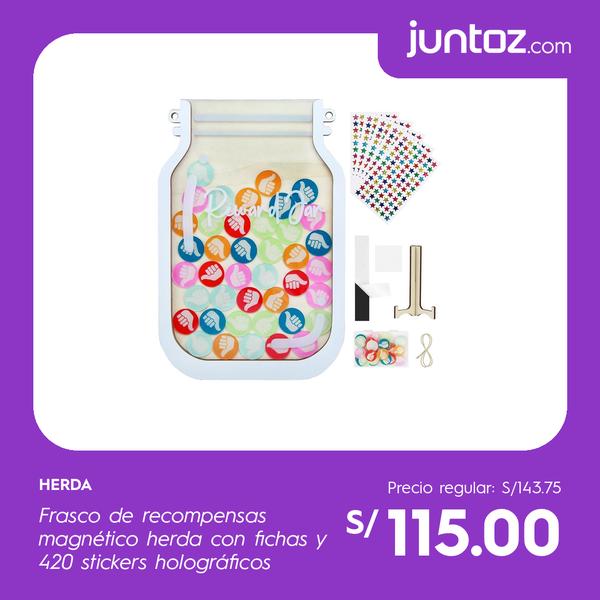 juntoz.com
Reward Jar
HERDA
Frasco de recompensas
magnético herda con fichas y
420 stickers holográficos
Precio regular: S/143.75
S/115.00